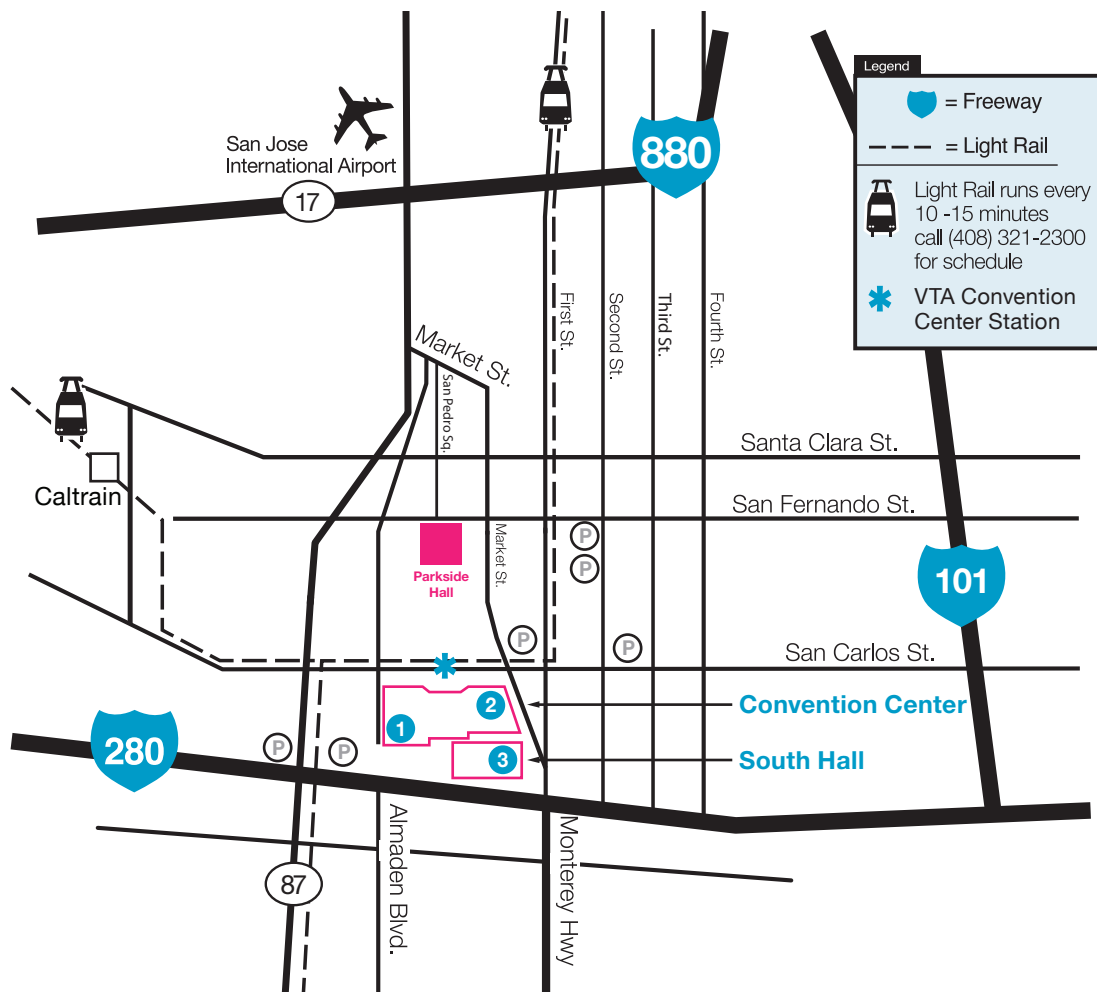 Legend
= Freeway
= Light Rail
Light Rail runs every
10 -15 minutes
call (408) 321-2300
for schedule
VTA Convention
Center Station
San Jose
International Airport
17
880
First St.
Second St.
Third St.
Fourth St.
Market St.
San Pedro Sq.
Santa Clara St.
Caltrain
San Fernando St.
Market St.
P
P
Parkside
Hall
101
P
P
San Carlos St.
2
Convention Center
1
280
P
P
3
South Hall
Almaden Blvd.
Monterey Hwy
87